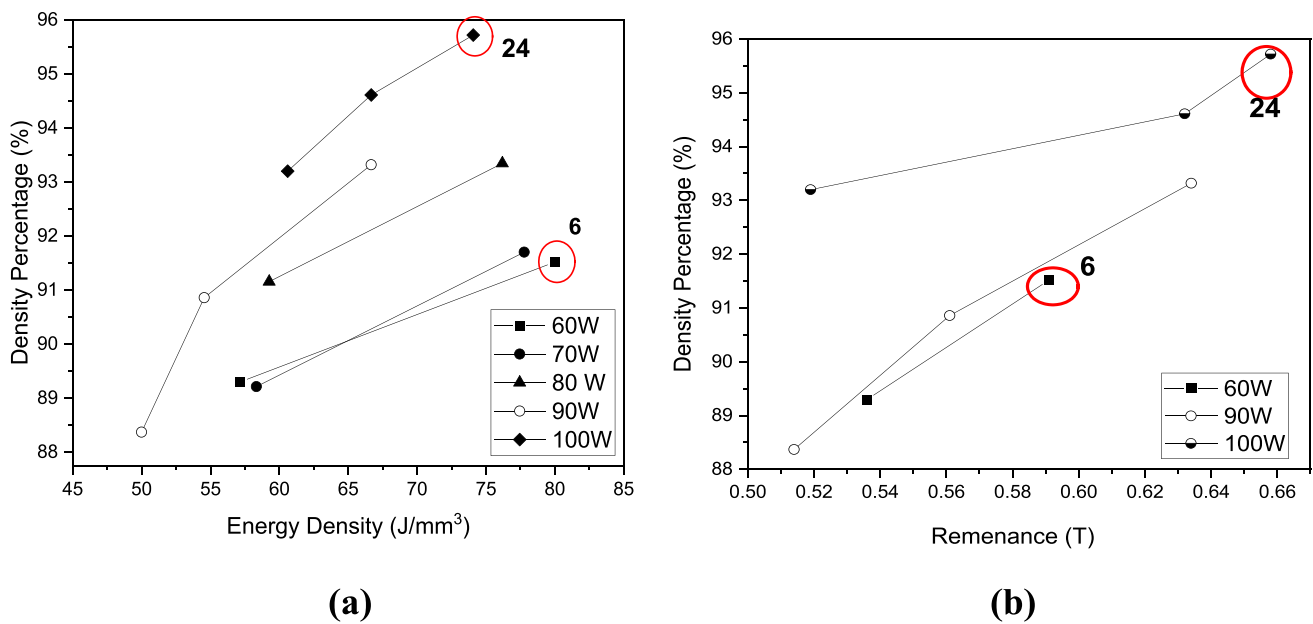 96
95
94
93
92
91
90
89
88
Density Percentage (%)
24
6
60W
70W
80 W
90W
100W
45 50 55 60 65 70 75 80 85
Energy Density (J/mm³)
(a)
96
95
94
93
92
91
90
89
88
Density Percentage (%)
24
6
60W
90W
100W
0.50 0.52 0.54 0.56 0.58 0.60 0.62 0.64 0.66
Remenance (T)
(b)